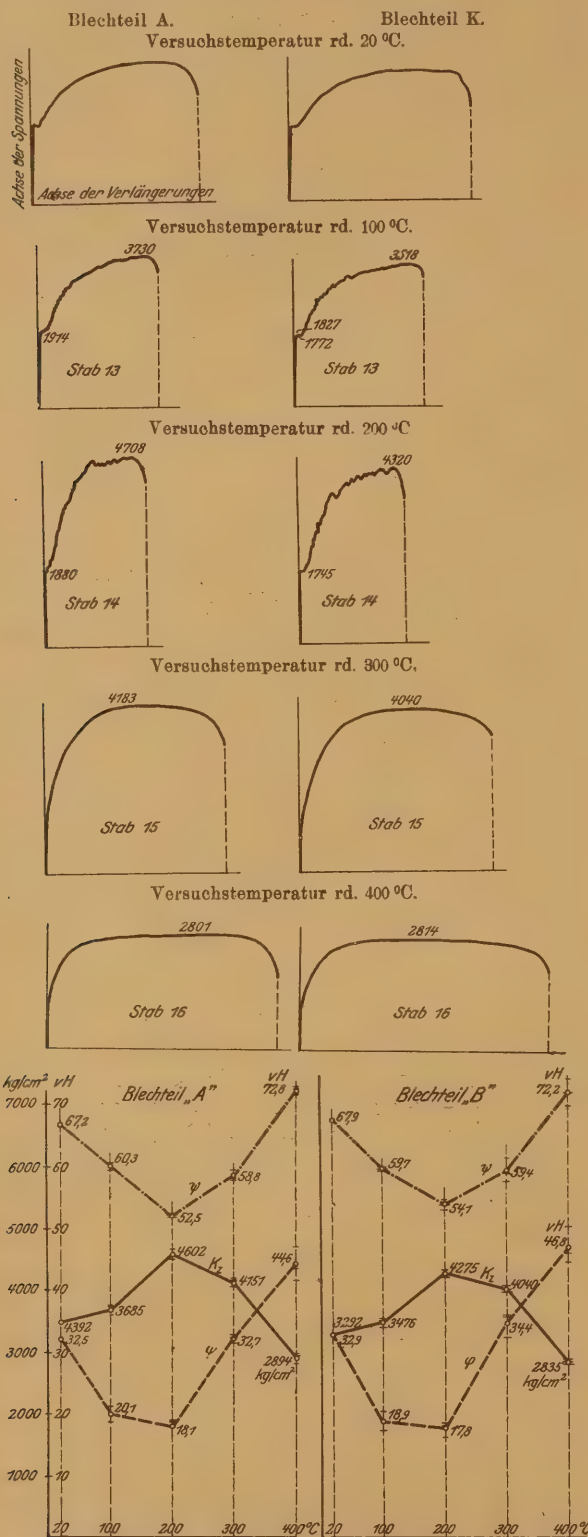 Blechteil A. Blechteil K.
Versuchstemperatur rd. 20 °C.
Achse der Spannungen
Achse der Verlängerungen
Versuchstemperatur rd. 100 °C.
3730 3518
1914 1827
1772
Stab 13 Stab 13
Versuchstemperatur rd. 200 °C
4708 4320
1880 1745
Stab 14 Stab 14
Versuchstemperatur rd. 300 °C.
4183 4040
Stab 15 Stab 15
Versuchstemperatur rd. 400 °C.
2801 2814
Stab 16 Stab 16
kg/cm² vH Blechteil „A" vH Blechteil „B" vH
7000 70 72,8 72,2
67,2 67,9
6000 60 60,3 58,8 59,7 59,4
ψ ψ
5000 50 52,5 54,1
vH
4602 446 4275 46,8
Kz Kz
4000 40 4151 4040
4392 3685 3292 3476
32,5 32,7 32,9 34,4
3000 30 ψ φ
2894 2835
kg/cm² kg/cm²
2000 20 20,1 18,1 18,9 17,8
1000 10
20 100 200 300 400°C 20 100 200 300 400°C